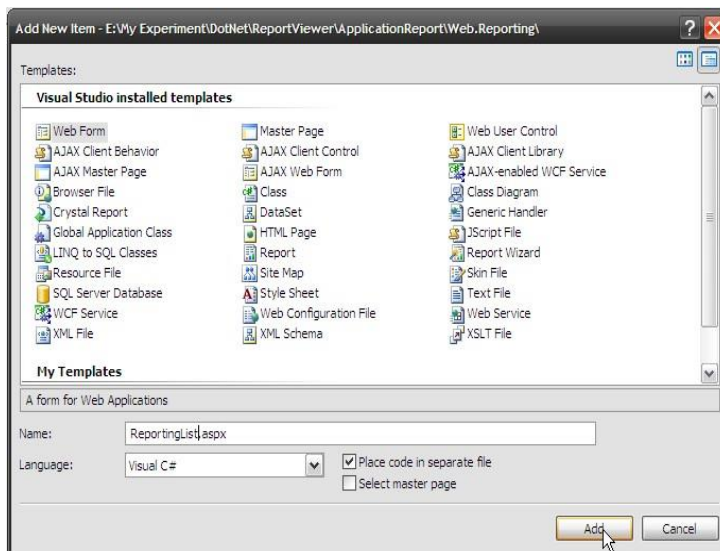 Add New Item - E:\My Experiment\DotNet\ReportViewer\ApplicationReport\Web.Reporting\
Templates:
Visual Studio installed templates
Web Form Master Page Web User Control
AJAX Client Behavior AJAX Client Control AJAX Client Library
AJAX Master Page AJAX Web Form AJAX-enabled WCF Service
Browser File Class Class Diagram
Crystal Report DataSet Generic Handler
Global Application Class HTML Page JScript File
LINQ to SQL Classes Report Report Wizard
Resource File Site Map Skin File
SQL Server Database Style Sheet Text File
WCF Service Web Configuration File Web Service
XML File XML Schema XSLT File
My Templates
A form for Web Applications
Name: ReportingList.aspx
Language: Visual C# Place code in separate file
Select master page
Add Cancel